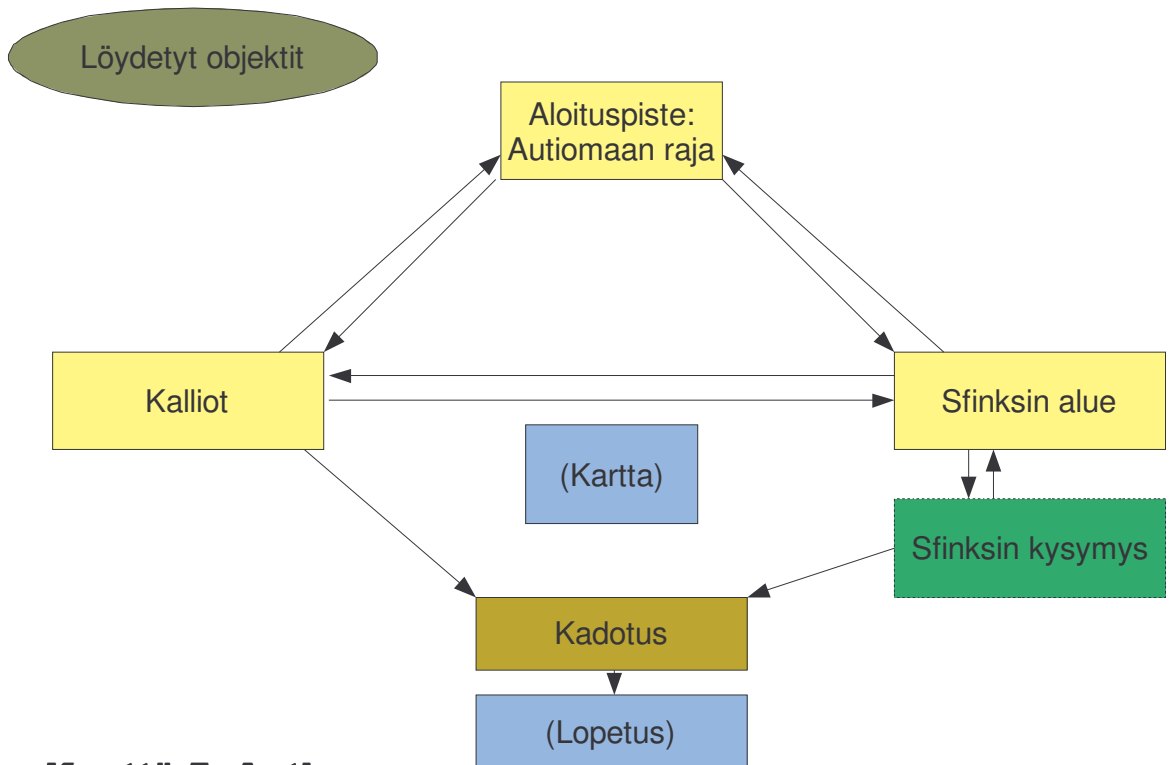 Löydetyt objektit
Aloituspiste:
Autiomaan raja
Kalliot
Sfinksin alue
(Kartta)
Sfinksin kysymys
Kadotus
(Lopetus)